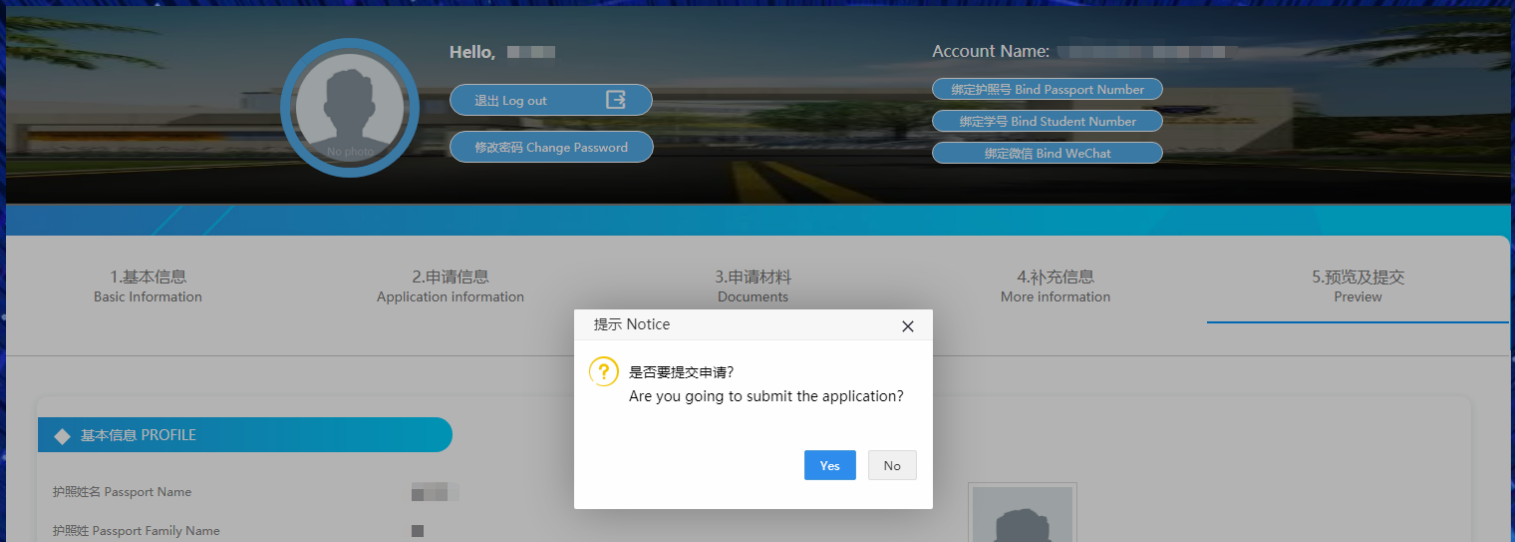 Hello,
Account Name:
退出 Log out
绑定护照号 Bind Passport Number
绑定学号 Bind Student Number
修改密码 Change Password
绑定微信 Bind WeChat
No photo
1.基本信息
Basic Information
2.申请信息
Application information
3.申请材料
Documents
4.补充信息
More information
5.预览及提交
Preview
提示 Notice
是否要提交申请?
Are you going to submit the application?
Yes
No
基本信息 PROFILE
护照姓名 Passport Name
护照姓 Passport Family Name